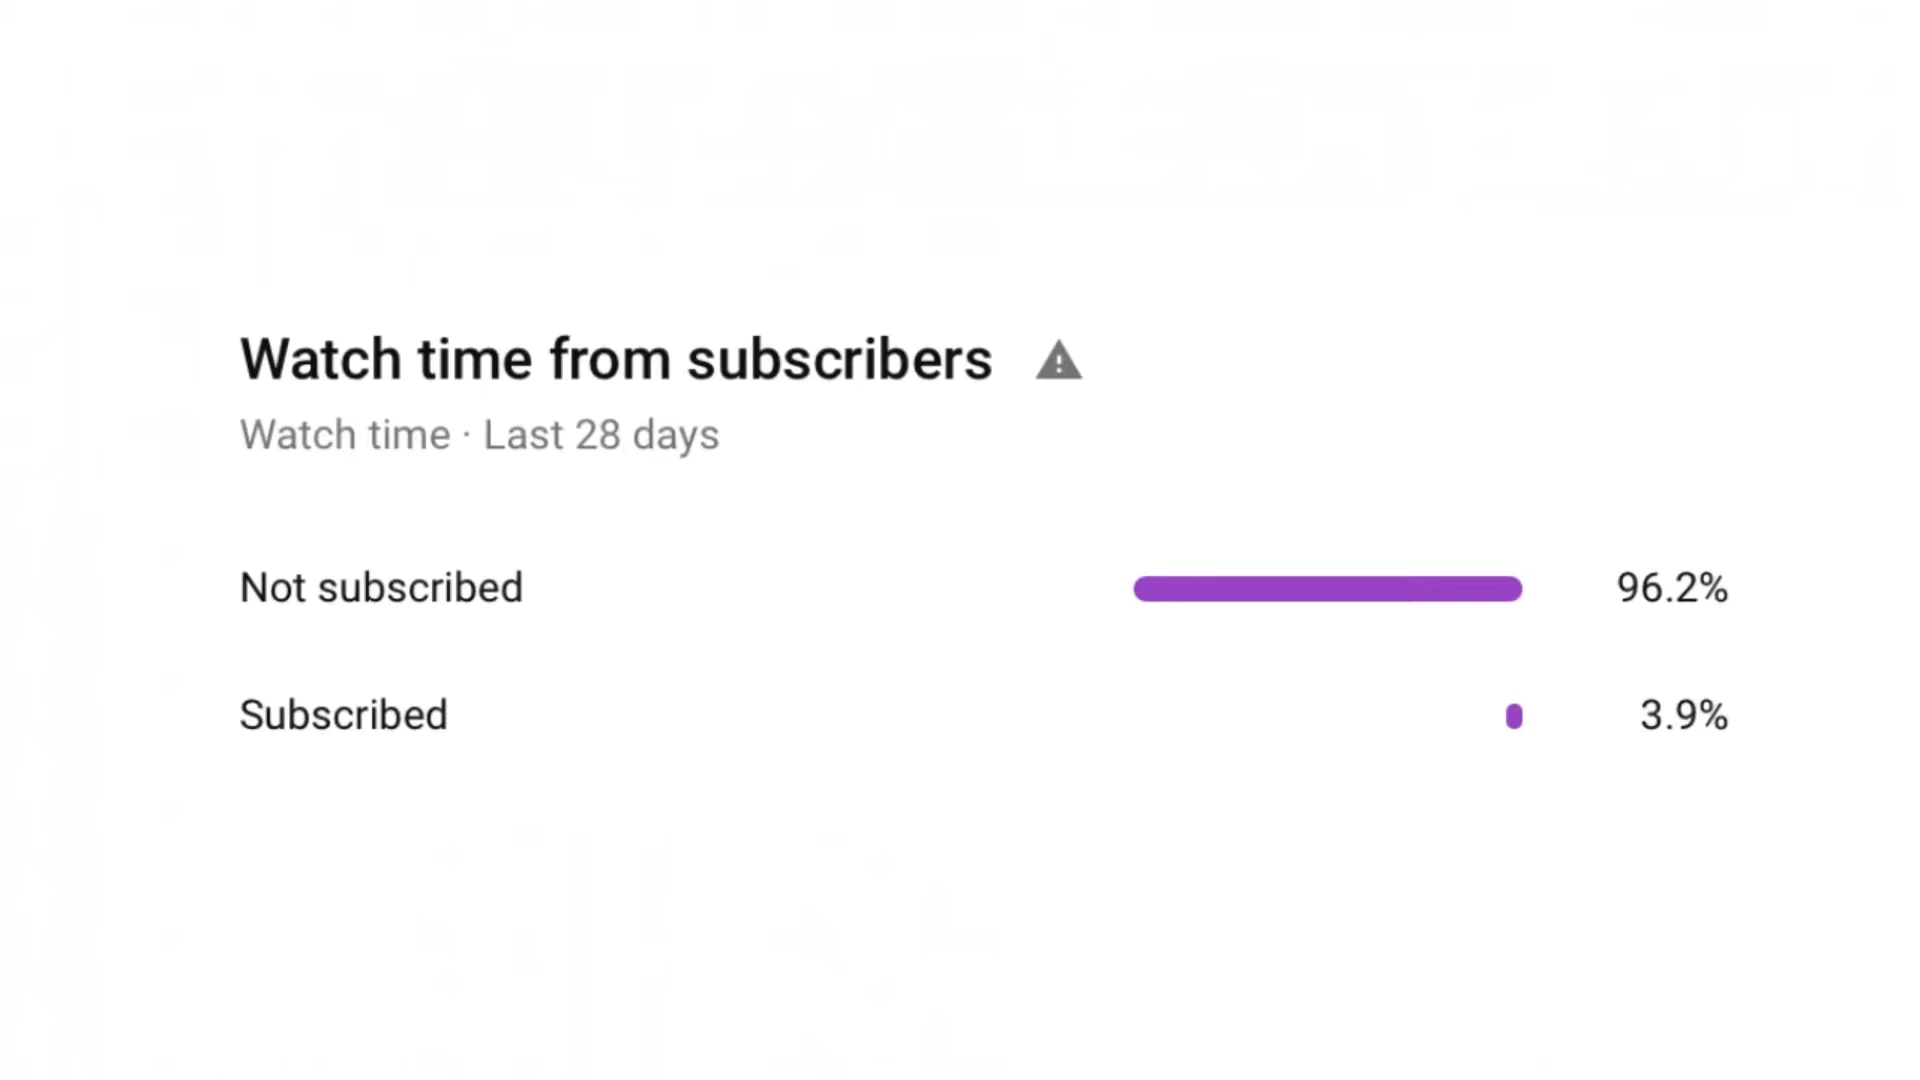 Watch time from subscribers
Watch time · Last 28 days
Not subscribed 96.2%
Subscribed 3.9%